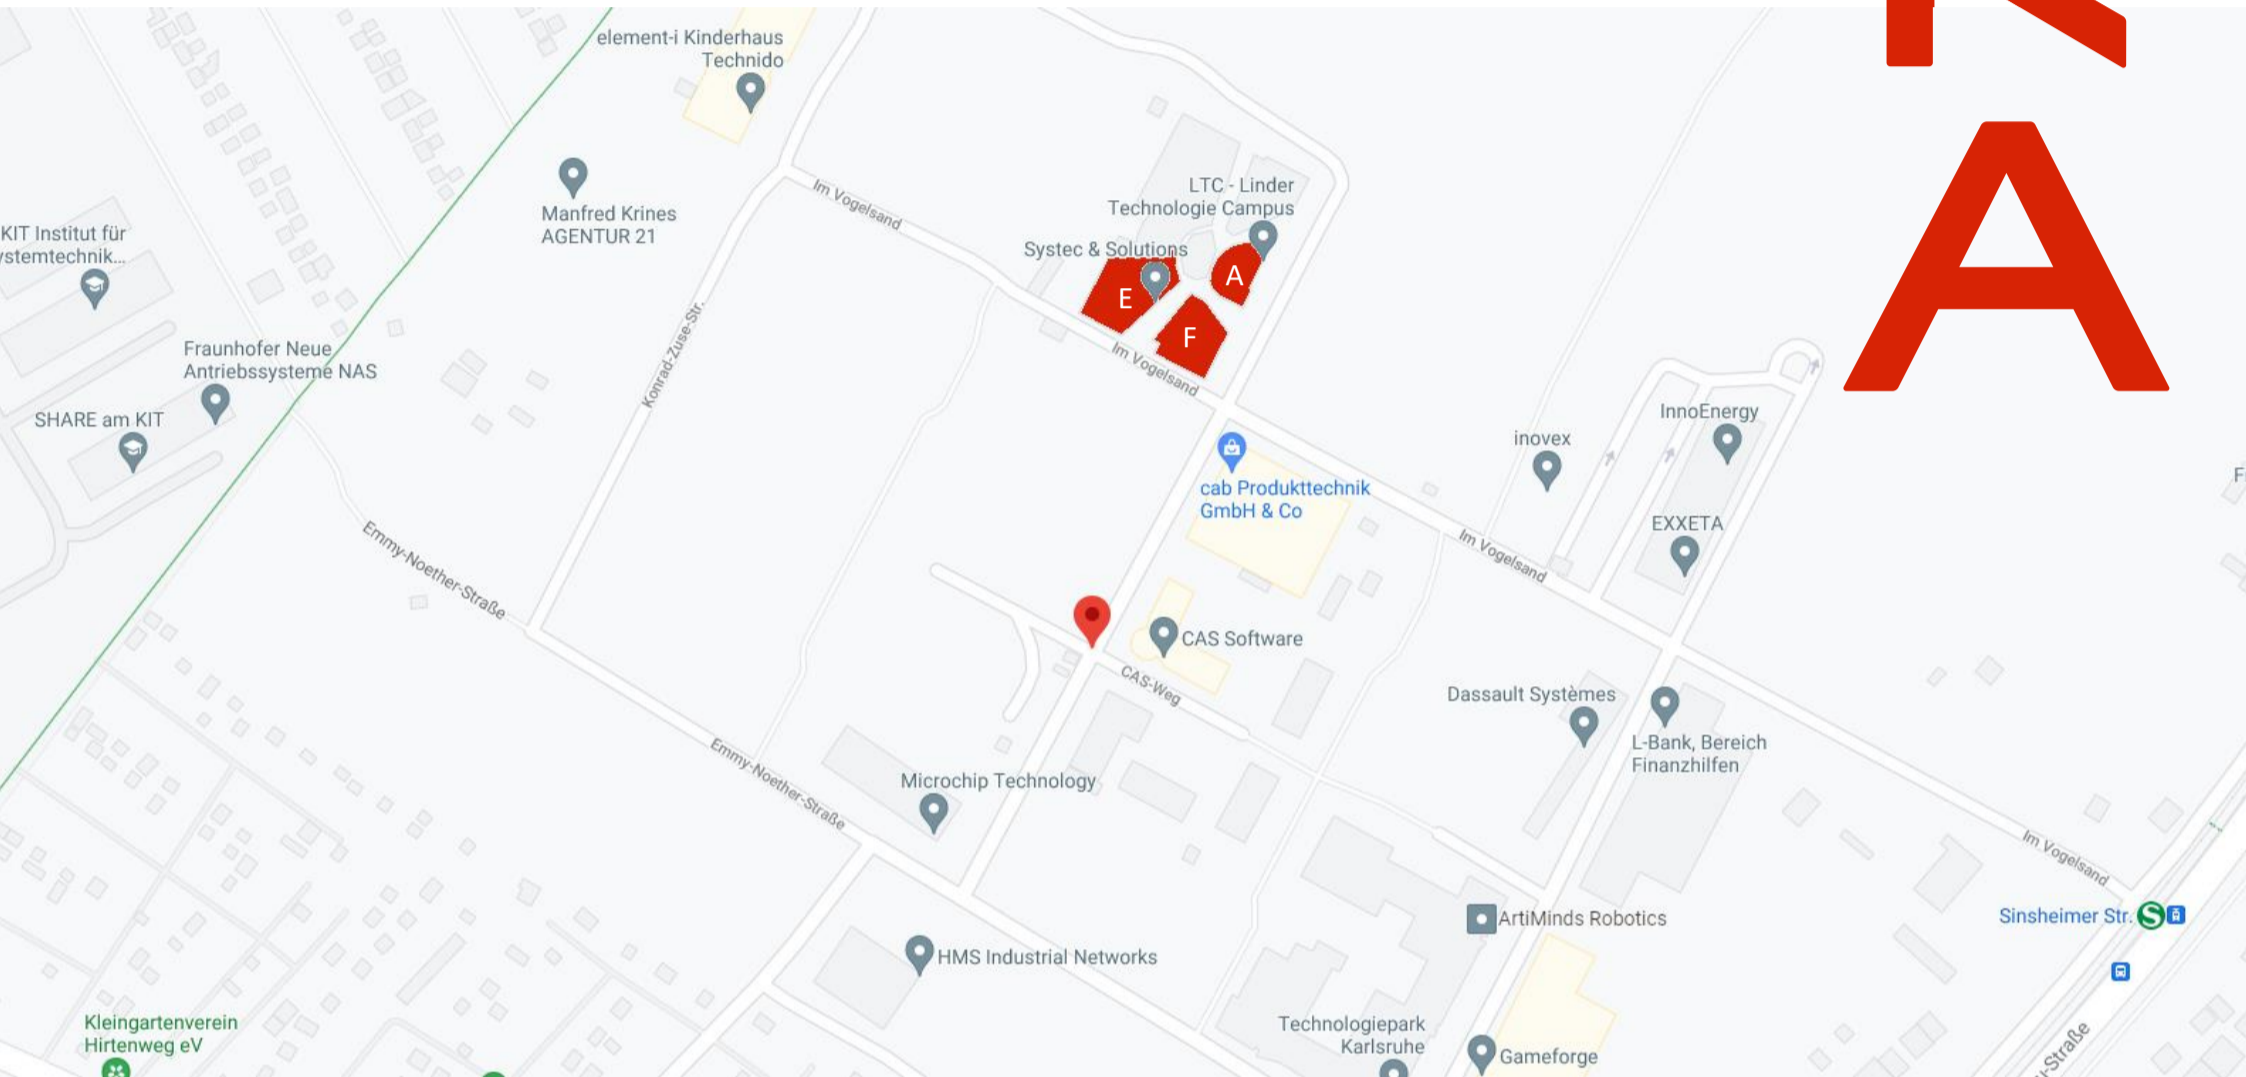 element-i Kinderhaus
Technido
Im Vogelsand
LTC - Linder
Technologie Campus
Manfred Krines
AGENTUR 21
KIT Institut für
ystemtechnik...
Systec & Solutions
A
E
F
A
Konrad-Zuse-Str.
Im Vogelsand
Fraunhofer Neue
Antriebssysteme NAS
SHARE am KIT
InnoEnergy
inovex
cab Produkttechnik
GmbH & Co
EXXETA
Im Vogelsand
Emmy-Noether-Straße
CAS Software
CAS-Weg
Dassault Systèmes
L-Bank, Bereich
Finanzhilfen
Emmy-Noether-Straße
Microchip Technology
Im Vogelsand
Sinsheimer Str.
S
ArtiMinds Robotics
HMS Industrial Networks
Kleingartenverein
Hirtenweg eV
Technologiepark
Karlsruhe
Gameforge
-Straße